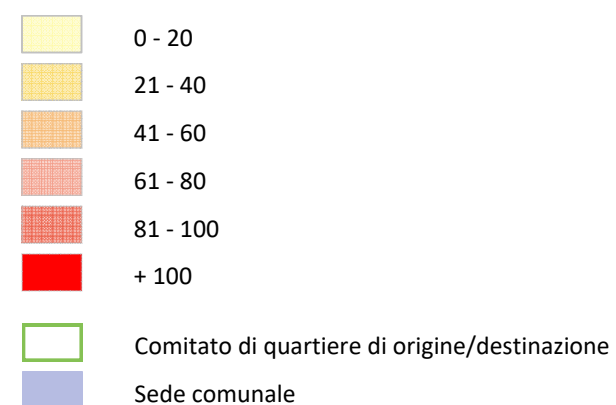 0 - 20
21 - 40
41 - 60
61 - 80
81 - 100
+ 100
Comitato di quartiere di origine/destinazione
Sede comunale